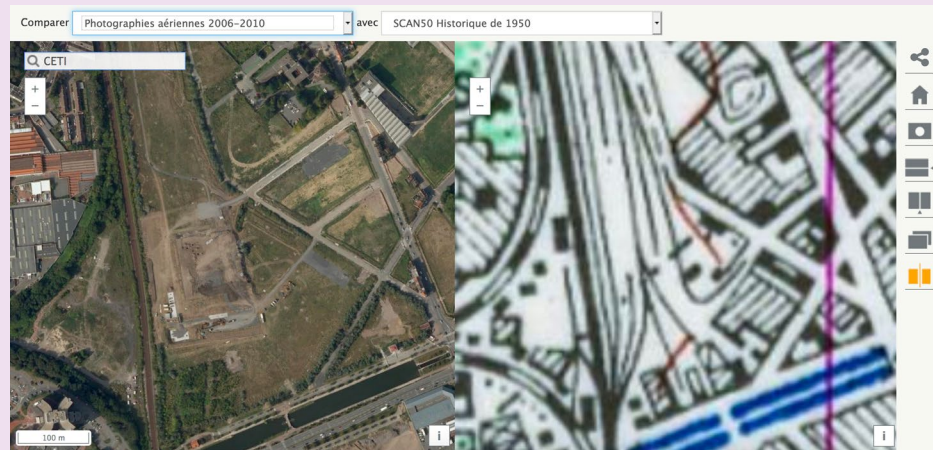 Comparer Photographies aériennes 2006-2010 avec SCAN50 Historique de 1950
CETI
+
−
+
−
100 m
i
i